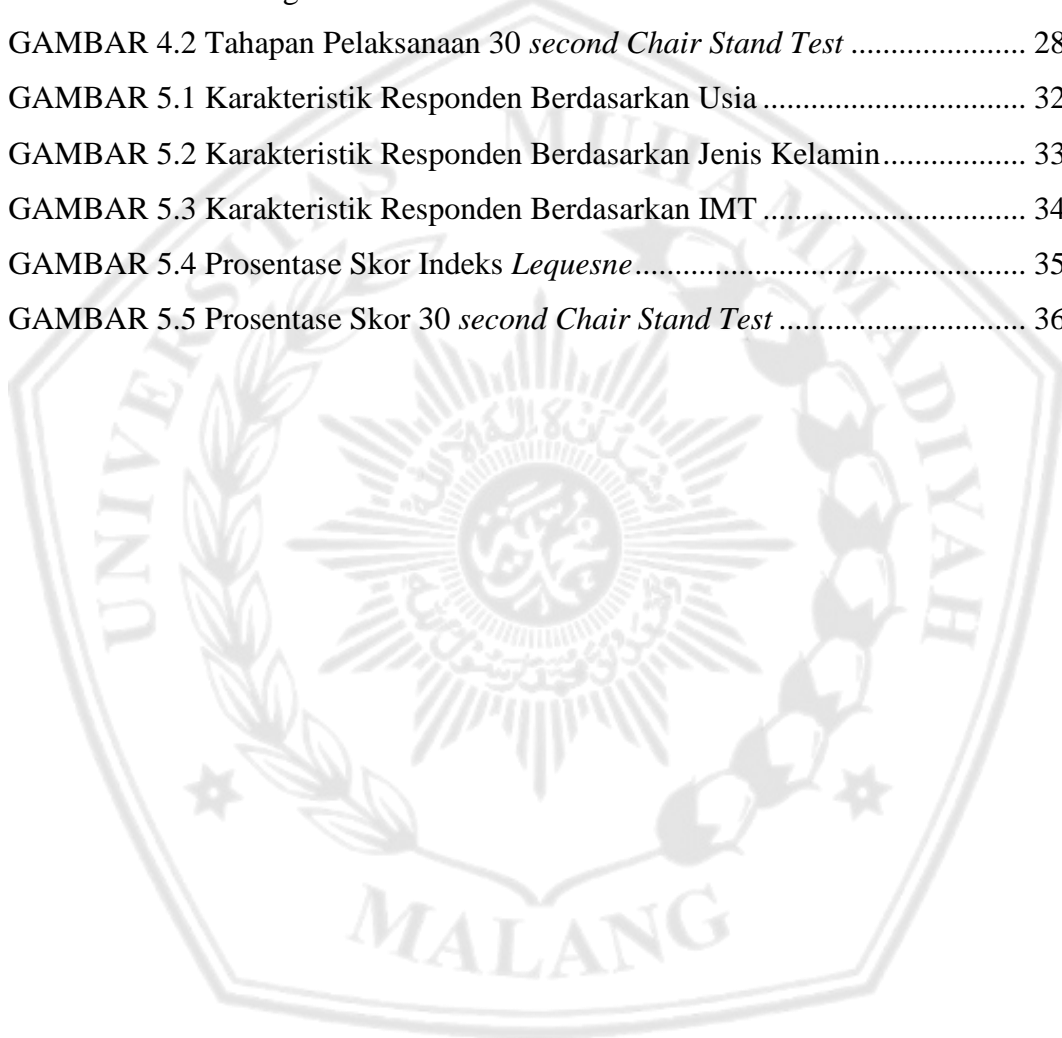 GAMBAR 4.2 Tahapan Pelaksanaan 30 second Chair Stand Test ...................... 28
GAMBAR 5.1 Karakteristik Responden Berdasarkan Usia .............................. 32
GAMBAR 5.2 Karakteristik Responden Berdasarkan Jenis Kelamin ................ 33
GAMBAR 5.3 Karakteristik Responden Berdasarkan IMT .............................. 34
GAMBAR 5.4 Prosentase Skor Indeks Lequesne ............................................ 35
GAMBAR 5.5 Prosentase Skor 30 second Chair Stand Test ............................ 36
UNIVERSITAS MUHAMMADIYAH
MALANG